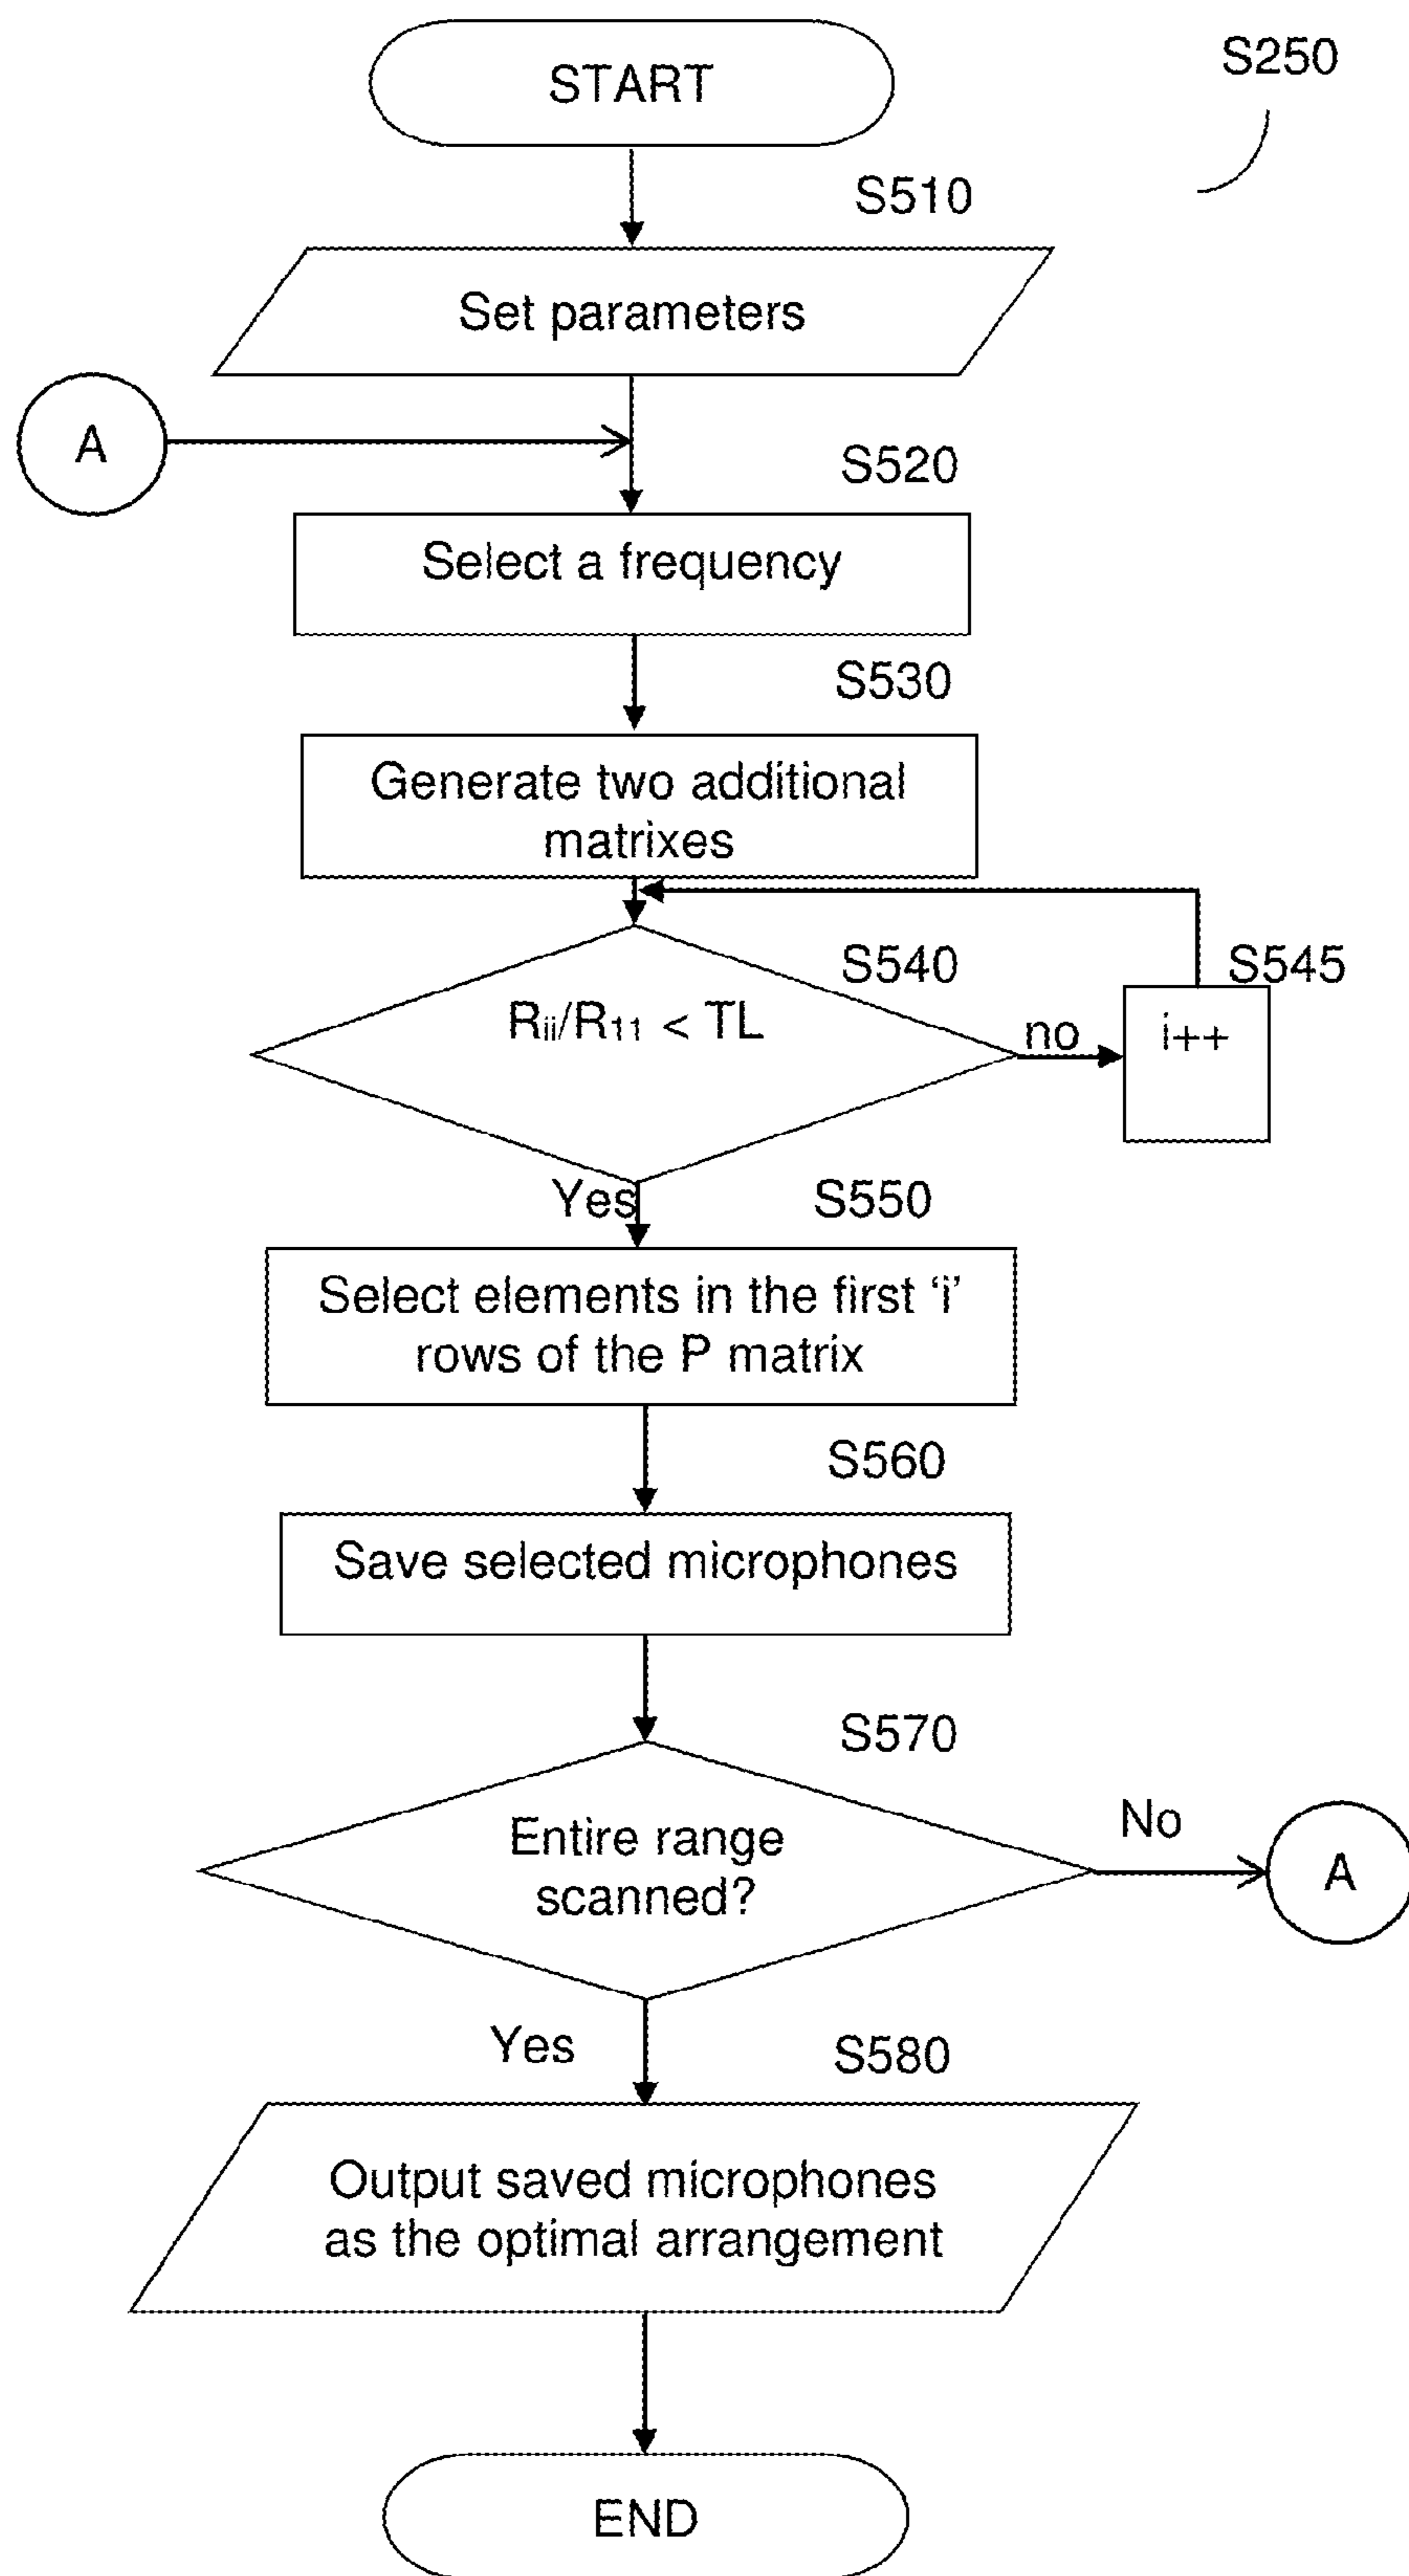 START
S250
S510
Set parameters
A
S520
Select a frequency
S530
Generate two additional
matrixes
S540
S545
Rii/R11 < TL
no
i++
Yes
S550
Select elements in the first ‘i’
rows of the P matrix
S560
Save selected microphones
S570
Entire range
scanned?
No
A
Yes
S580
Output saved microphones
as the optimal arrangement
END